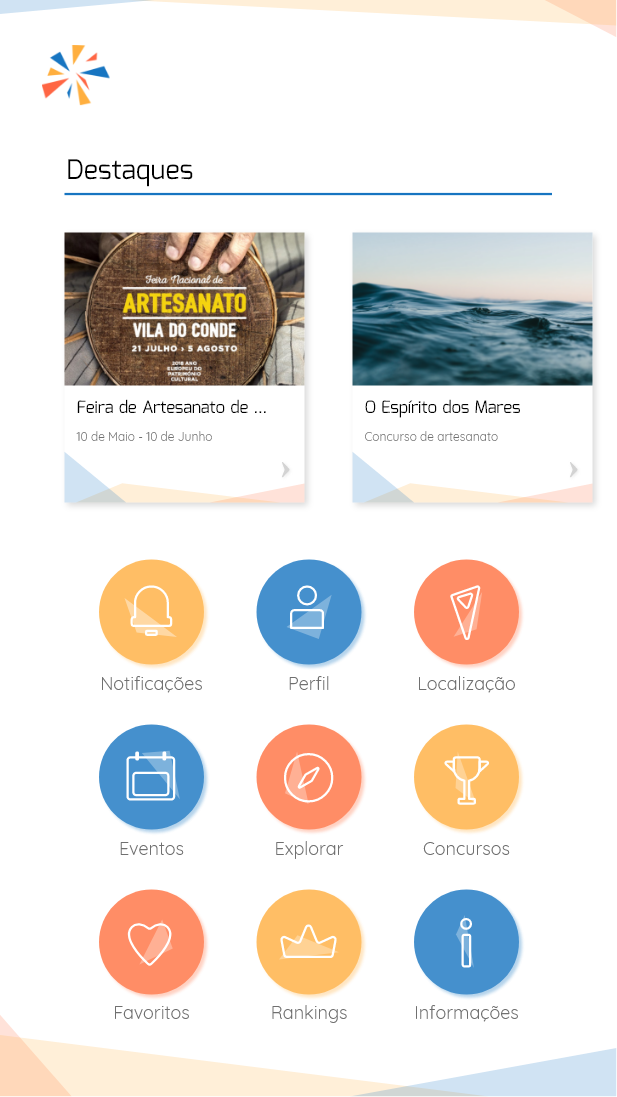 Destaques
Feira Nacional de
ARTESANATO
VILA DO CONDE
21 JULHO > 5 AGOSTO
2018 ANO
EUROPEU DO
PATRIMÓNIO
CULTURAL
Feira de Artesanato de ...
10 de Maio - 10 de Junho
O Espírito dos Mares
Concurso de artesanato
Notificações
Perfil
Localização
Eventos
Explorar
Concursos
Favoritos
Rankings
Informações